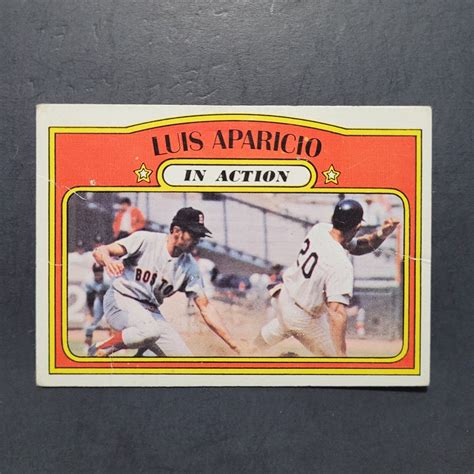 LUIS APARICIO
IN ACTION
BOSTON
20